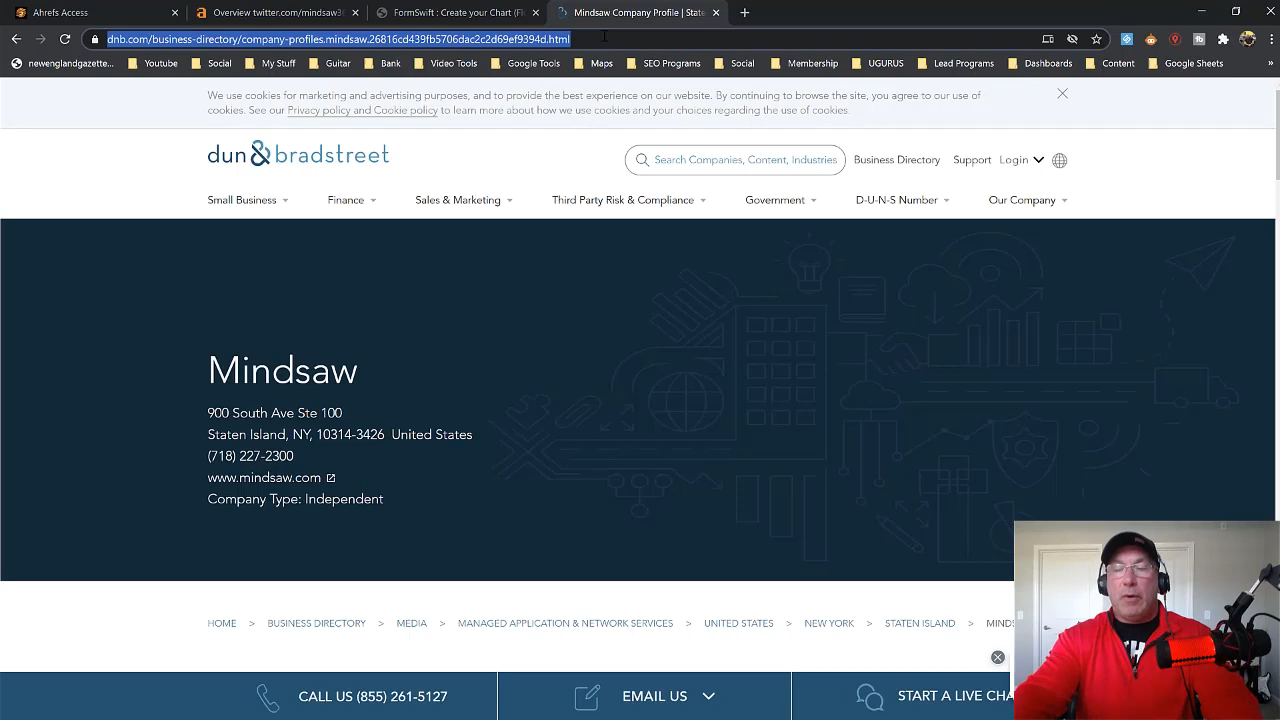 Ahrefs Access
Overview twitter.com/mindsaw36
FormSwift : Create your Chart (Fl
Mindsaw Company Profile | State
dnb.com/business-directory/company-profiles.mindsaw.26816cd439fb5706dac2c2d69ef9394d.html
newenglandgazette...
Youtube
Social
My Stuff
Guitar
Bank
Video Tools
Google Tools
Maps
SEO Programs
Social
Membership
UGURUS
Lead Programs
Dashboards
Content
Google Sheets
»
We use cookies for marketing and advertising purposes, and to provide the best experience on our website. By continuing to browse the site, you agree to our use of
cookies. See our Privacy policy and Cookie policy to learn more about how we use cookies and your choices regarding the use of cookies.
dun & bradstreet
Search Companies, Content, Industries
Business Directory
Support
Login
Small Business
Finance
Sales & Marketing
Third Party Risk & Compliance
Government
D-U-N-S Number
Our Company
Mindsaw
900 South Ave Ste 100
Staten Island, NY, 10314-3426 United States
(718) 227-2300
www.mindsaw.com
Company Type: Independent
HOME > BUSINESS DIRECTORY > MEDIA > MANAGED APPLICATION & NETWORK SERVICES > UNITED STATES > NEW YORK > STATEN ISLAND > MINDS
CALL US (855) 261-5127
EMAIL US
START A LIVE CHA